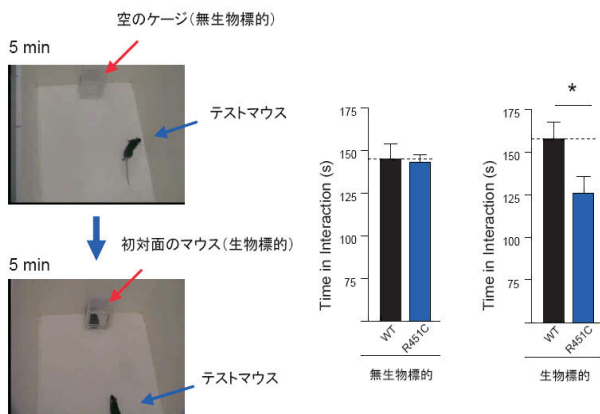 空のケージ（無生物標的）
5 min
テストマウス
初対面のマウス（生物標的）
5 min
テストマウス
Time in Interaction (s)
175
150
125
100
75
WT
R451C
無生物標的
Time in Interaction (s)
175
150
125
100
75
*
WT
R451C
生物標的